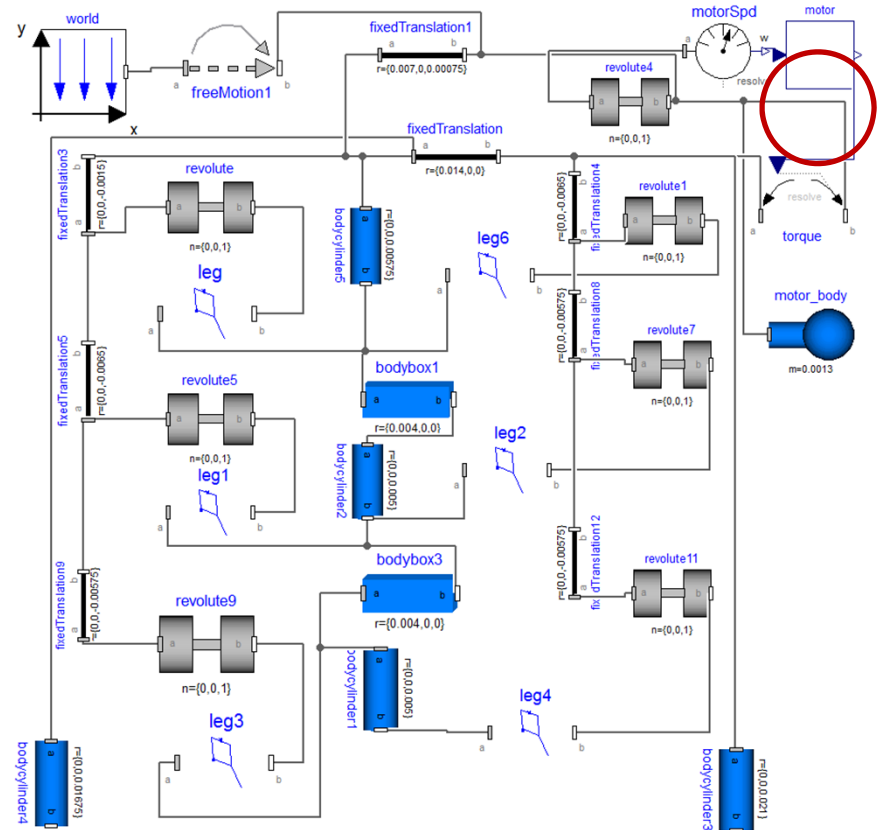 y
world
x
a
b
freeMotion1
fixedTranslation1
a
b
r={0.007,0,0.00075}
motorSpd
a
w
resolve
motor
revolute4
a
b
n={0,0,1}
fixedTranslation
a
b
r={0.014,0,0}
fixedTranslation3
b
a
r={0,0,-0.0015}
revolute
a
b
n={0,0,1}
leg
a
b
bodycylinder5
a
b
r={0,0,0.00575}
leg6
a
b
fixedTranslation4
b
a
r={0,0,-0.0065}
revolute1
a
b
n={0,0,1}
resolve
a
b
torque
fixedTranslation8
b
a
r={0,0,-0.00575}
revolute7
a
b
n={0,0,1}
motor_body
a
m=0.0013
fixedTranslation5
b
a
r={0,0,-0.0065}
revolute5
a
b
n={0,0,1}
leg1
a
b
bodybox1
a
b
r={0.004,0,0}
bodycylinder2
a
b
r={0,0,0.005}
leg2
a
b
fixedTranslation12
b
a
r={0,0,-0.00575}
revolute11
a
b
n={0,0,1}
bodybox3
a
b
r={0.004,0,0}
fixedTranslation9
b
a
r={0,0,-0.00575}
revolute9
a
b
n={0,0,1}
leg3
a
b
bodycylinder1
a
b
r={0,0,0.005}
leg4
a
b
bodycylinder4
a
b
r={0,0,0.01675}
bodycylinder3
a
b
r={0,0,0.021}